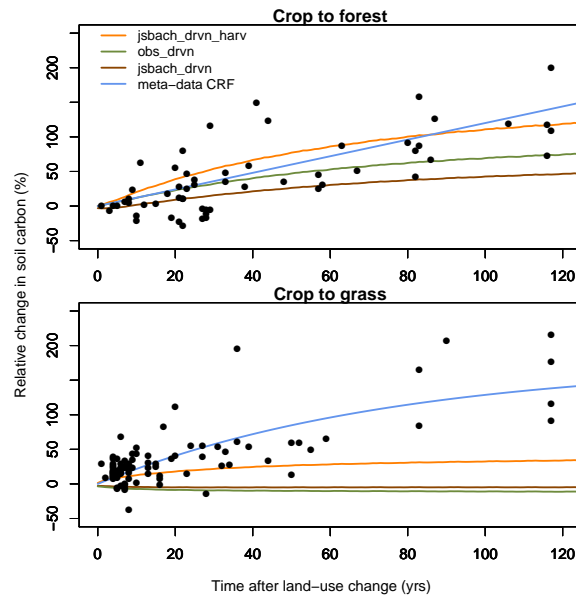 Crop to forest
jsbach_drvn_harv
obs_drvn
jsbach_drvn
meta−data CRF
200
100
50
0
−50
0 20 40 60 80 100 120
Relative change in soil carbon (%)
Crop to grass
200
100
50
0
−50
0 20 40 60 80 100 120
Time after land−use change (yrs)